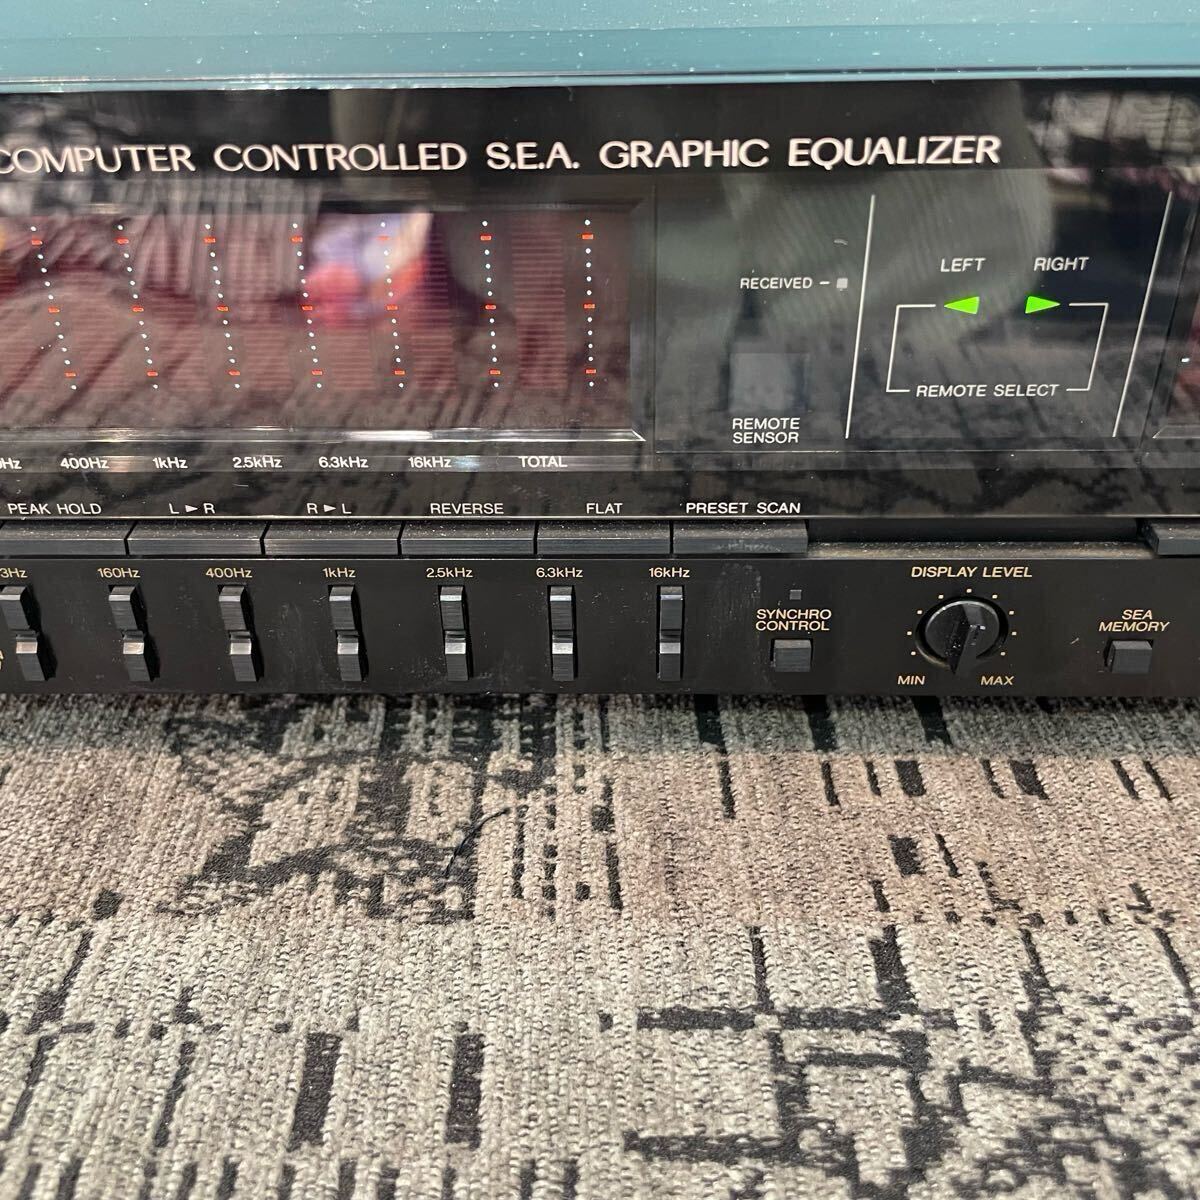 COMPUTER CONTROLLED S.E.A. GRAPHIC EQUALIZER
LEFT RIGHT
RECEIVED
REMOTE SELECT
REMOTE
SENSOR
400Hz 1kHz 2.5kHz 6.3kHz 16kHz TOTAL
PEAK HOLD L ► R R ► L REVERSE FLAT PRESET SCAN
160Hz 400Hz 1kHz 2.5kHz 6.3kHz 16kHz
DISPLAY LEVEL
SYNCHRO
CONTROL
SEA
MEMORY
MIN MAX